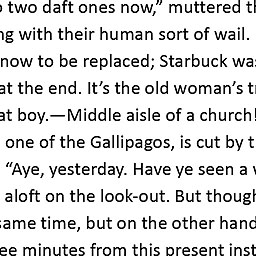 two daft ones now,” muttered
ng with their human sort of wail.
now to be replaced; Starbuck
at the end. It’s the old woman’s
at boy.—Middle aisle of a church!
one of the Gallipagos, is cut by
“Aye, yesterday. Have ye seen a
aloft on the look-out. But though
same time, but on the other hand
ee minutes from this present inst